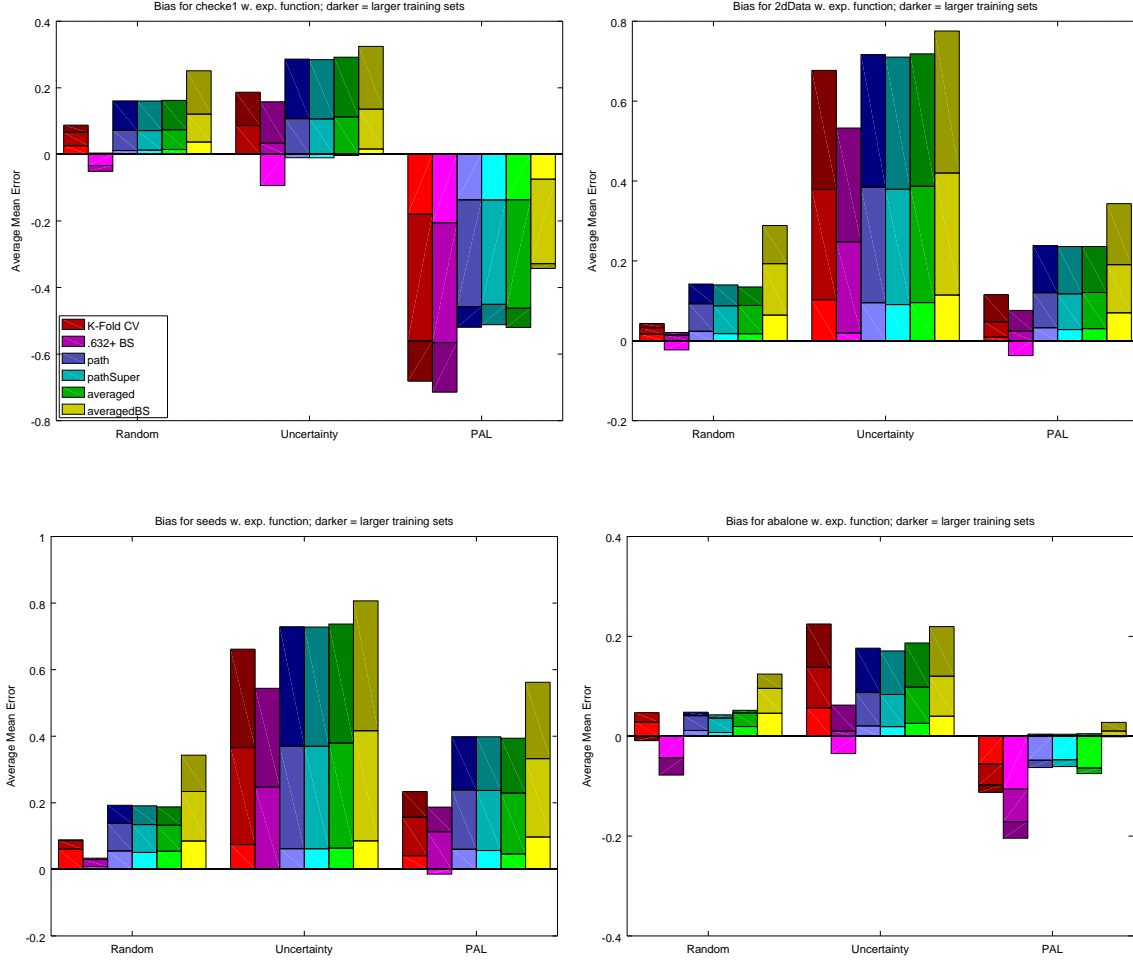 Bias for checke1 w. exp. function; darker = larger training sets
0.4
0.2
0
-0.2
-0.4
-0.6
-0.8
Average Mean Error
K-Fold CV
.632+ BS
path
pathSuper
averaged
averagedBS
Random
Uncertainty
PAL
Bias for 2dData w. exp. function; darker = larger training sets
0.8
0.6
0.4
0.2
0
-0.2
Average Mean Error
Random
Uncertainty
PAL
Bias for seeds w. exp. function; darker = larger training sets
1
0.8
0.6
0.4
0.2
0
-0.2
Average Mean Error
Random
Uncertainty
PAL
Bias for abalone w. exp. function; darker = larger training sets
0.4
0.2
0
-0.2
-0.4
Average Mean Error
Random
Uncertainty
PAL